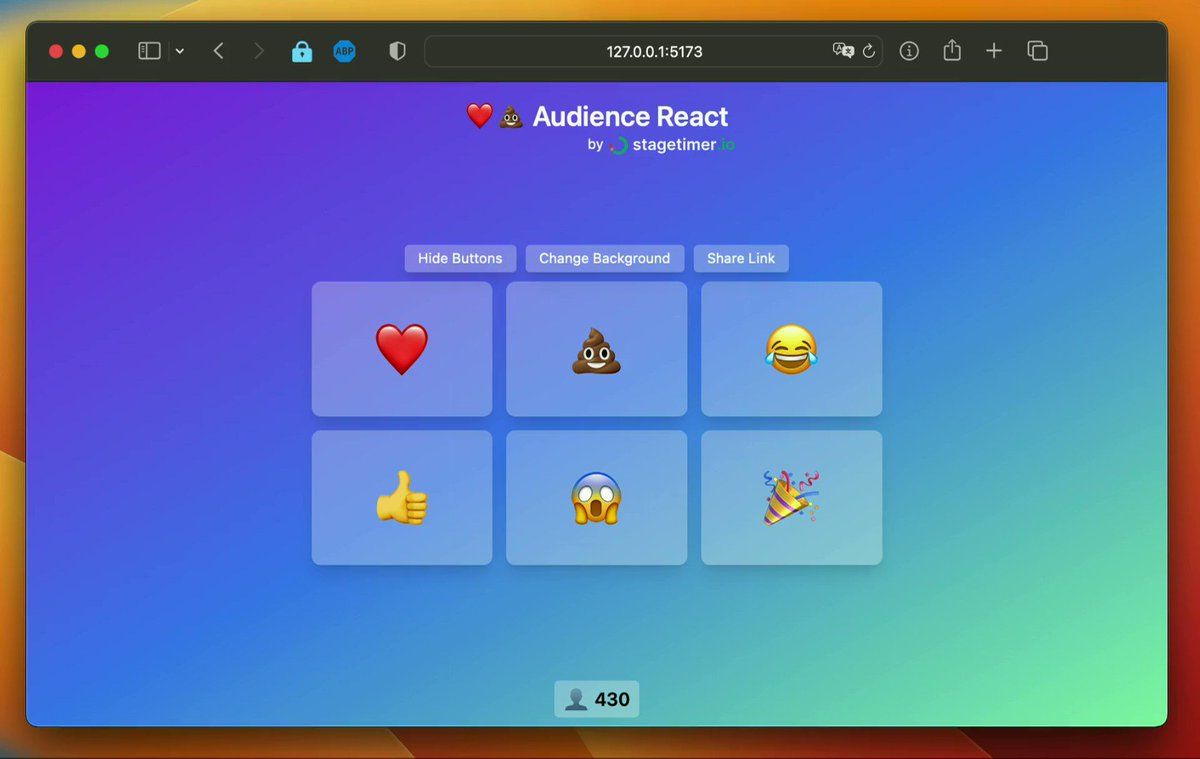 ABP 127.0.0.1:5173
❤️💩 Audience React
by stagetimer.io
Hide Buttons Change Background Share Link
430